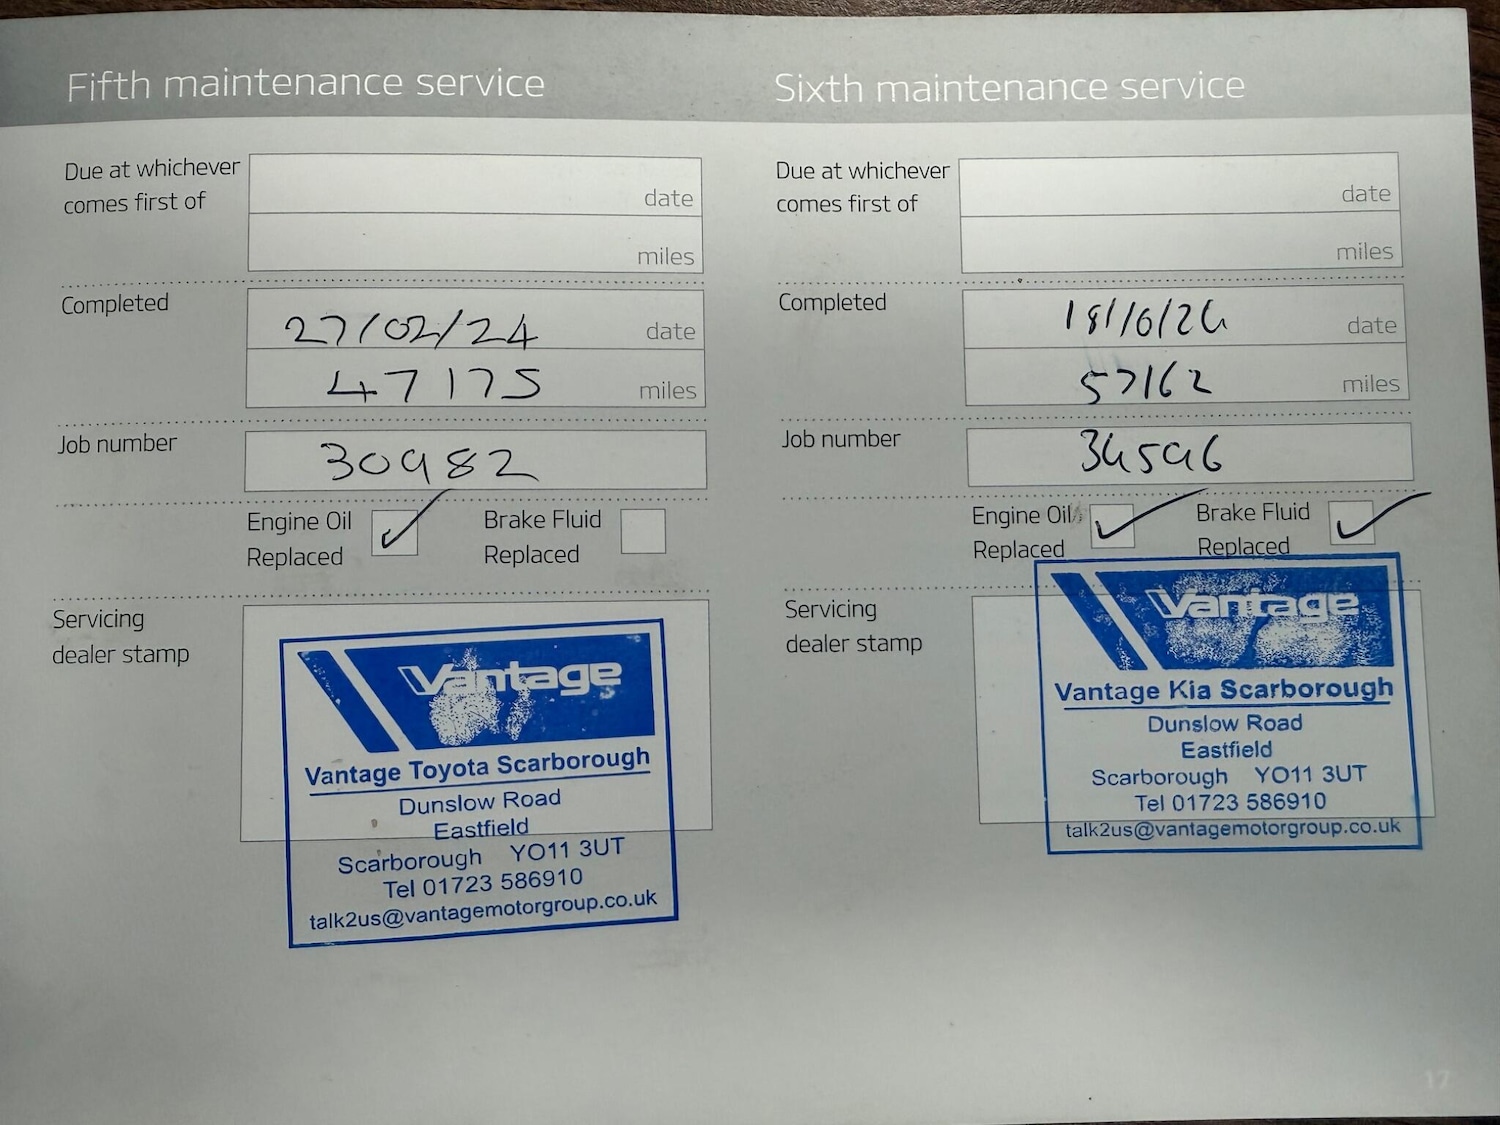 Fifth maintenance service
Due at whichever
comes first of
date
miles
Completed
27/02/24
date
47175
miles
Job number
30982
Engine Oil
Replaced
Brake Fluid
Replaced
Servicing
dealer stamp
Vantage
Vantage Toyota Scarborough
Dunslow Road
Eastfield
Scarborough YO11 3UT
Tel 01723 586910
talk2us@vantagemotorgroup.co.uk
Sixth maintenance service
Due at whichever
comes first of
date
miles
Completed
date
57162
miles
Job number
34596
Engine Oil
Replaced
Brake Fluid
Replaced
Servicing
dealer stamp
Vantage
Vantage Kia Scarborough
Dunslow Road
Eastfield
Scarborough YO11 3UT
Tel 01723 586910
talk2us@vantagemotorgroup.co.uk
17